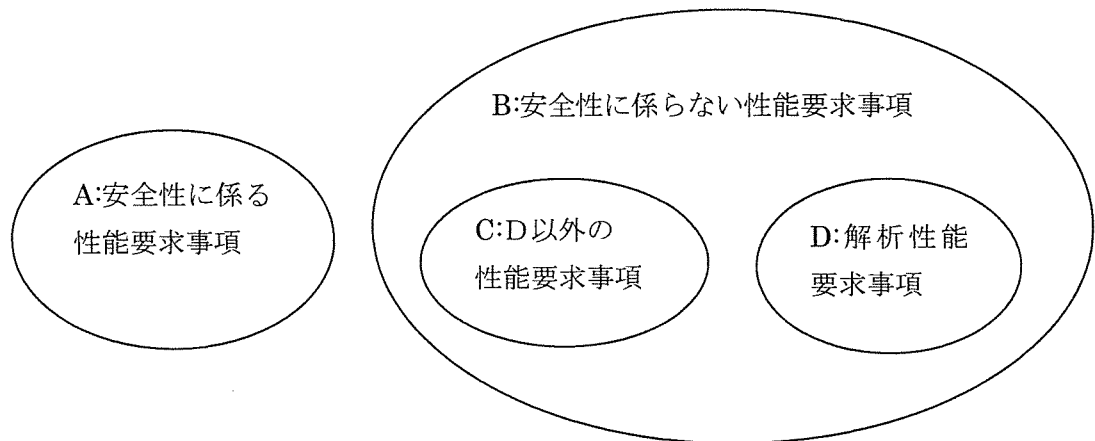 B:安全性に係らない性能要求事項
A:安全性に係る
性能要求事項
C:D以外の
性能要求事項
D:解析性能
要求事項